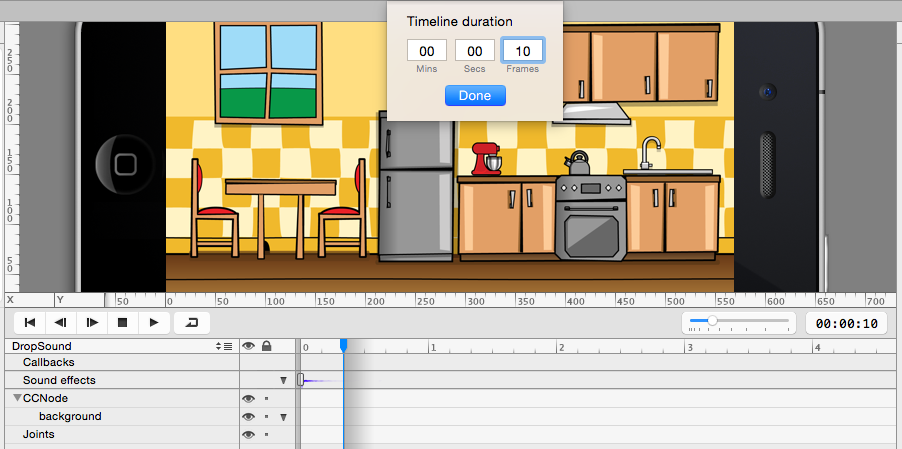 Timeline duration
00 00 10
Mins Secs Frames
Done
250
200
150
100
50
X Y 50 0 50 100 150 200 250 300 350 400 450 500 550 600 650 700
00:00:10
DropSound 0 1 2 3 4
Callbacks
Sound effects
CCNode
background
Joints